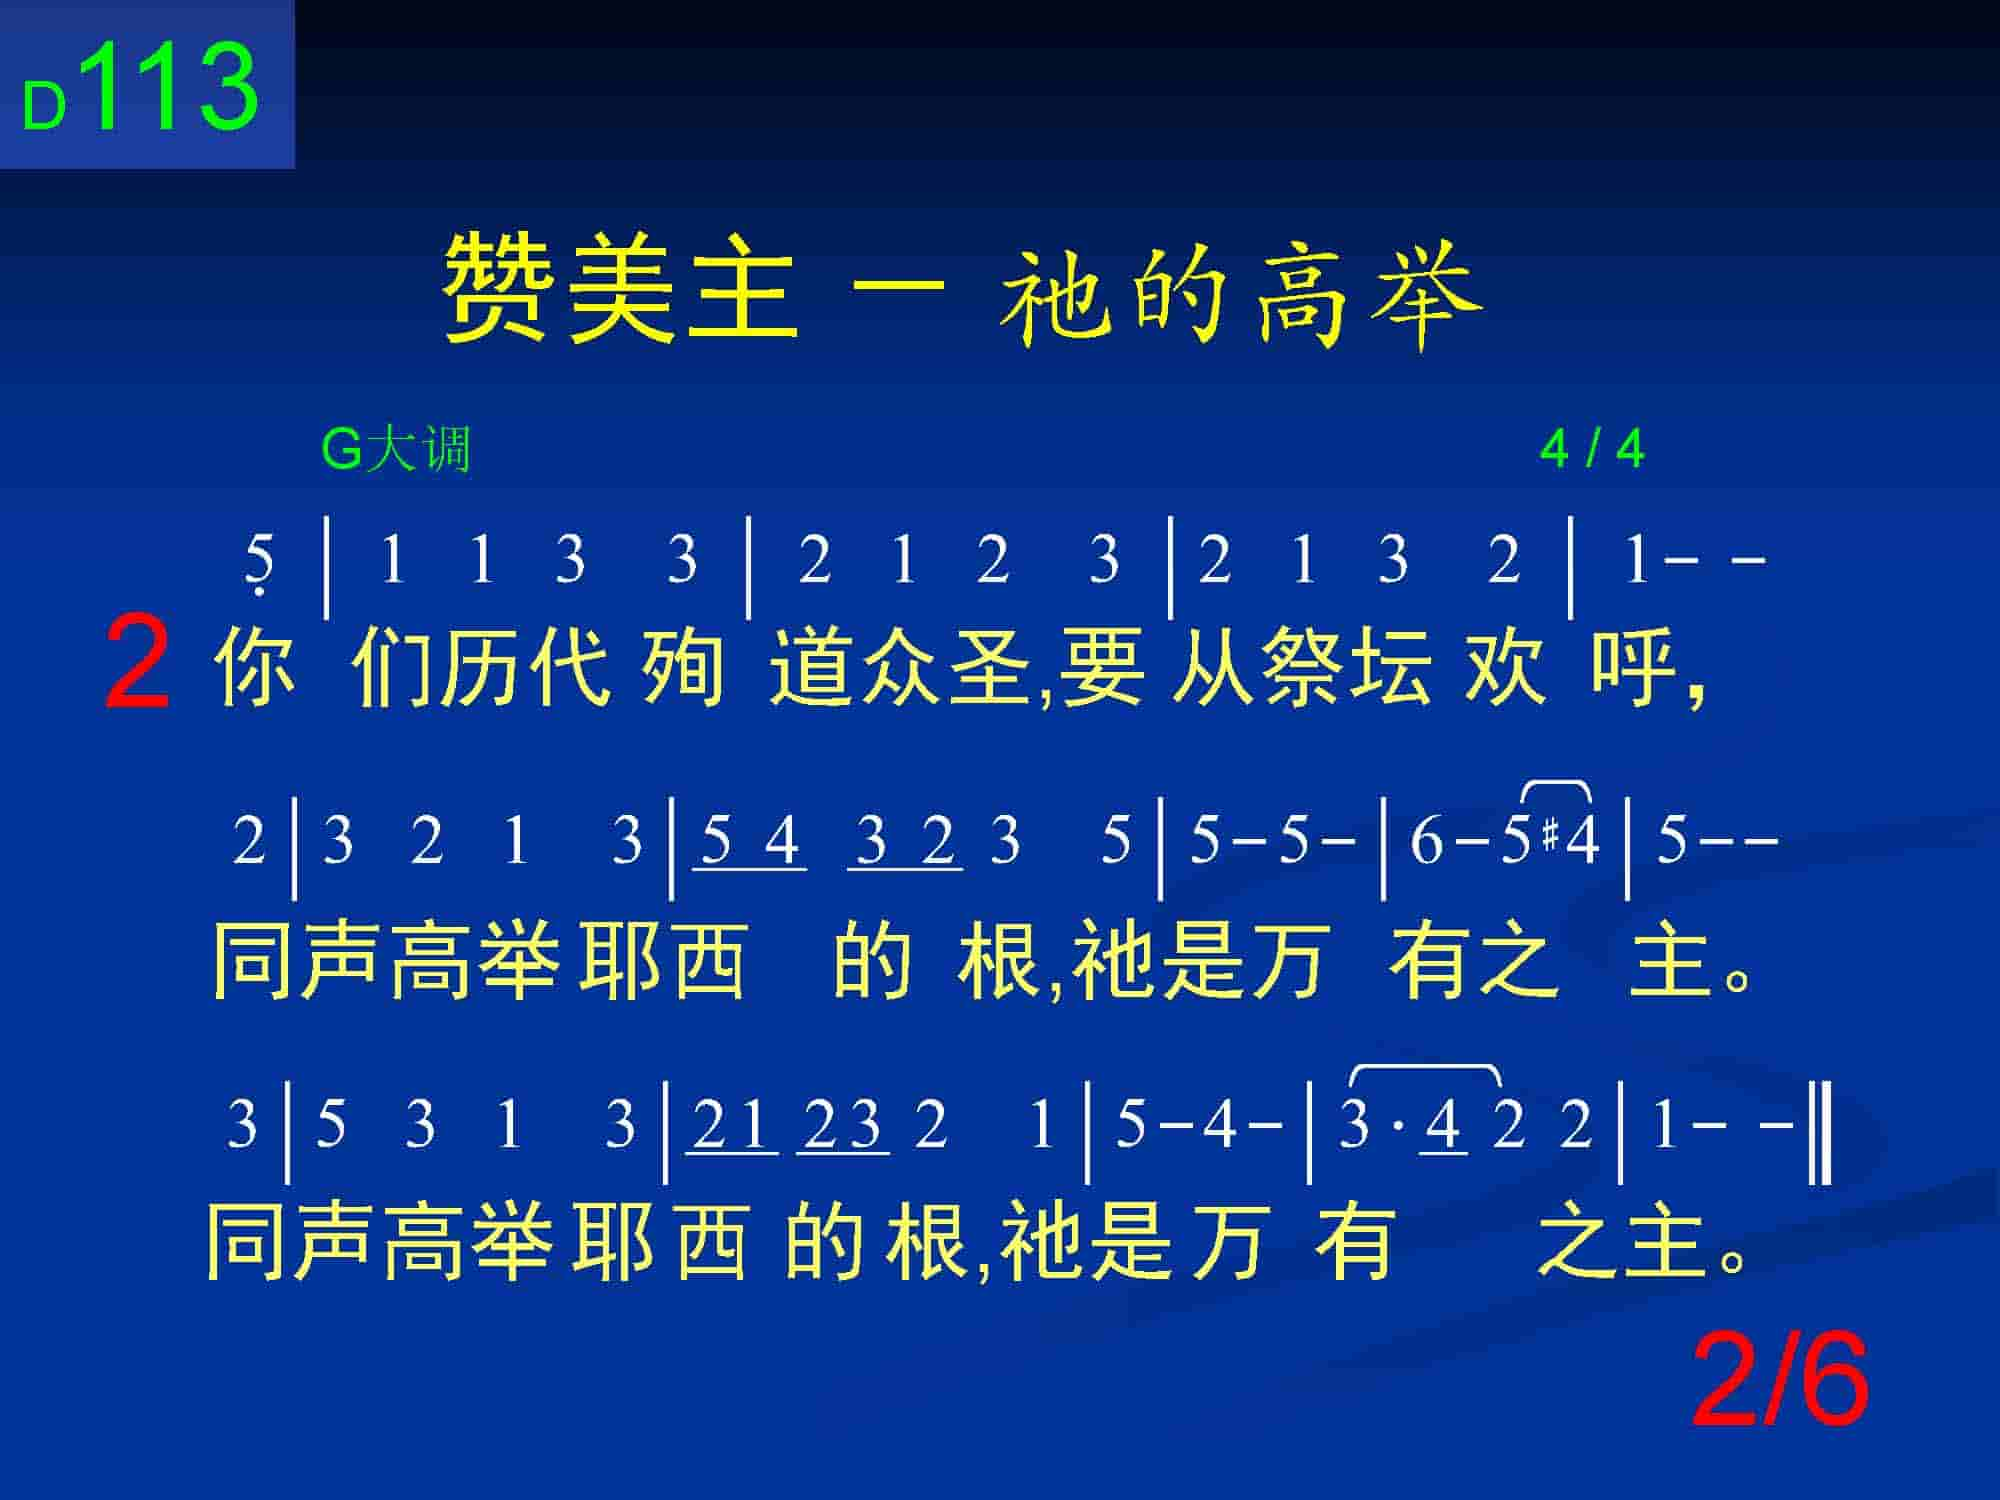 D113
赞美主 – 祂的高举
G大调 4 / 4
5̣ | 1 1 3 3 | 2 1 2 3 | 2 1 3 2 | 1 - -
2 你 们历代 殉 道众圣,要 从祭坛 欢 呼,
2 | 3 2 1 3 | 5 4 3 2 3 5 | 5 - 5 - | 6 - 5 #4 | 5 - -
同声高举耶西 的 根,祂是万 有之 主。
3 | 5 3 1 3 | 2 1 2 3 2 1 | 5 - 4 - | 3 · 4 2 2 | 1 - - ‖
同声高举耶西 的根,祂是万 有 之主。
2/6